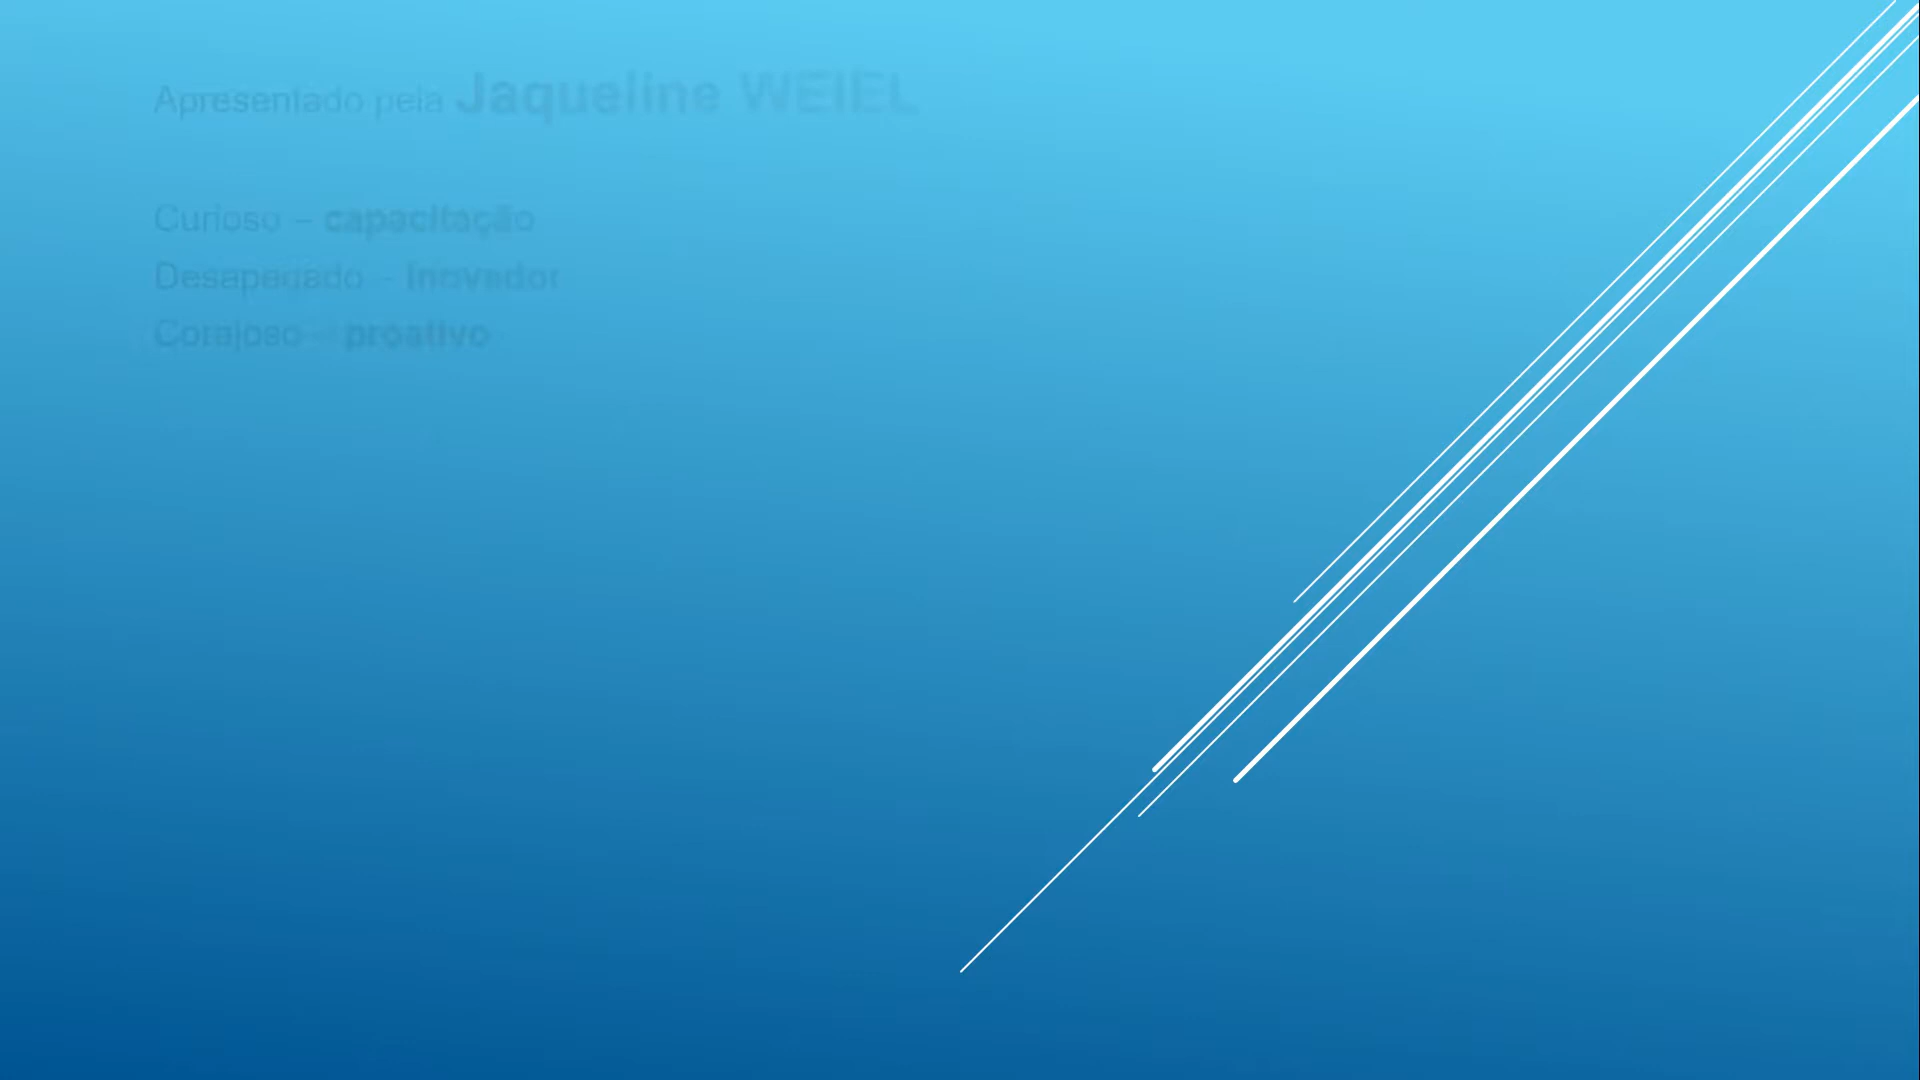 Apresentado pela Jaqueline WEIEL
Curioso – capacitação
Desapegado - inovador
Corajoso – proativo